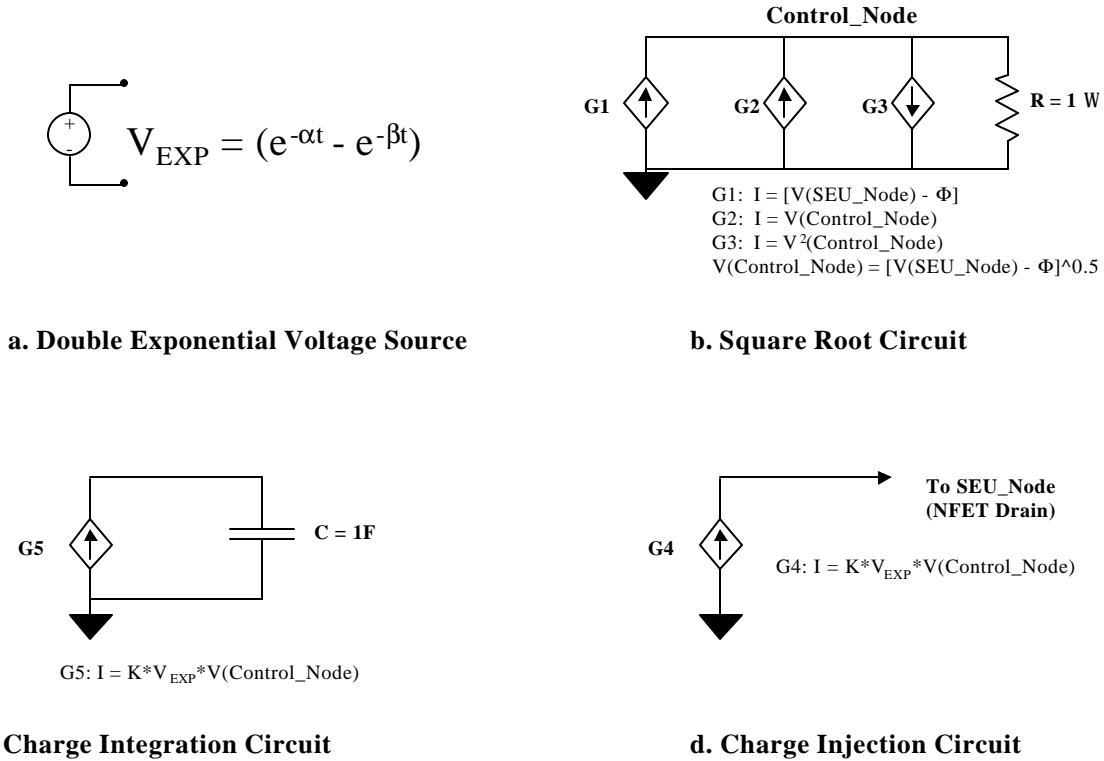 Control_Node
G1
G2
G3
R = 1 W
+
-
V_EXP = (e^-αt - e^-βt)
G1: I = [V(SEU_Node) - Φ]
G2: I = V(Control_Node)
G3: I = V²(Control_Node)
V(Control_Node) = [V(SEU_Node) - Φ]^0.5
a. Double Exponential Voltage Source
b. Square Root Circuit
G5
C = 1F
G5: I = K*V_EXP*V(Control_Node)
G4
To SEU_Node
(NFET Drain)
G4: I = K*V_EXP*V(Control_Node)
Charge Integration Circuit
d. Charge Injection Circuit